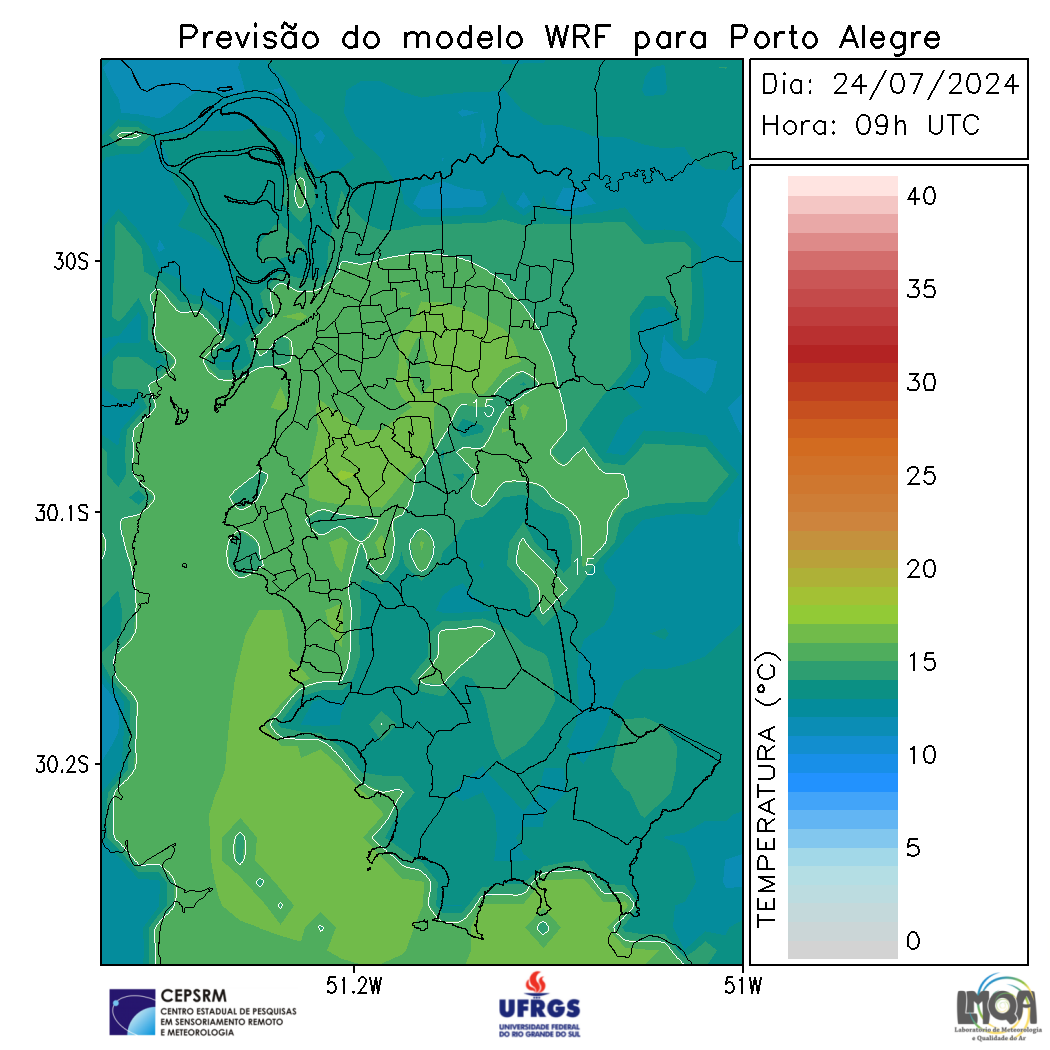 Previsão do modelo WRF para Porto Alegre
Dia: 24/07/2024
Hora: 09h UTC
40
35
30
25
20
15
10
5
0
TEMPERATURA (°C)
30S
30.1S
30.2S
15
15
51.2W
51W
CEPSRM
CENTRO ESTADUAL DE PESQUISAS
EM SENSORIAMENTO REMOTO
E METEOROLOGIA
UFRGS
UNIVERSIDADE FEDERAL
DO RIO GRANDE DO SUL
LMQA
Laboratório de Meteorologia
e Qualidade do Ar